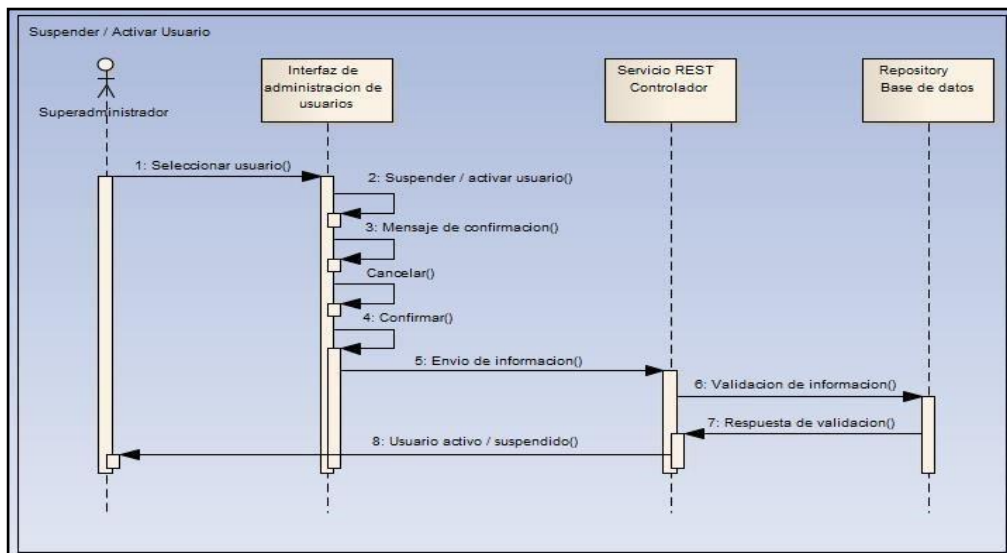 Suspender / Activar Usuario
Superadministrador
Interfaz de
administracion de
usuarios
Servicio REST
Controlador
Repository
Base de datos
1: Seleccionar usuario()
2: Suspender / activar usuario()
3: Mensaje de confirmacion()
Cancelar()
4: Confirmar()
5: Envio de informacion()
6: Validacion de informacion()
7: Respuesta de validacion()
8: Usuario activo / suspendido()